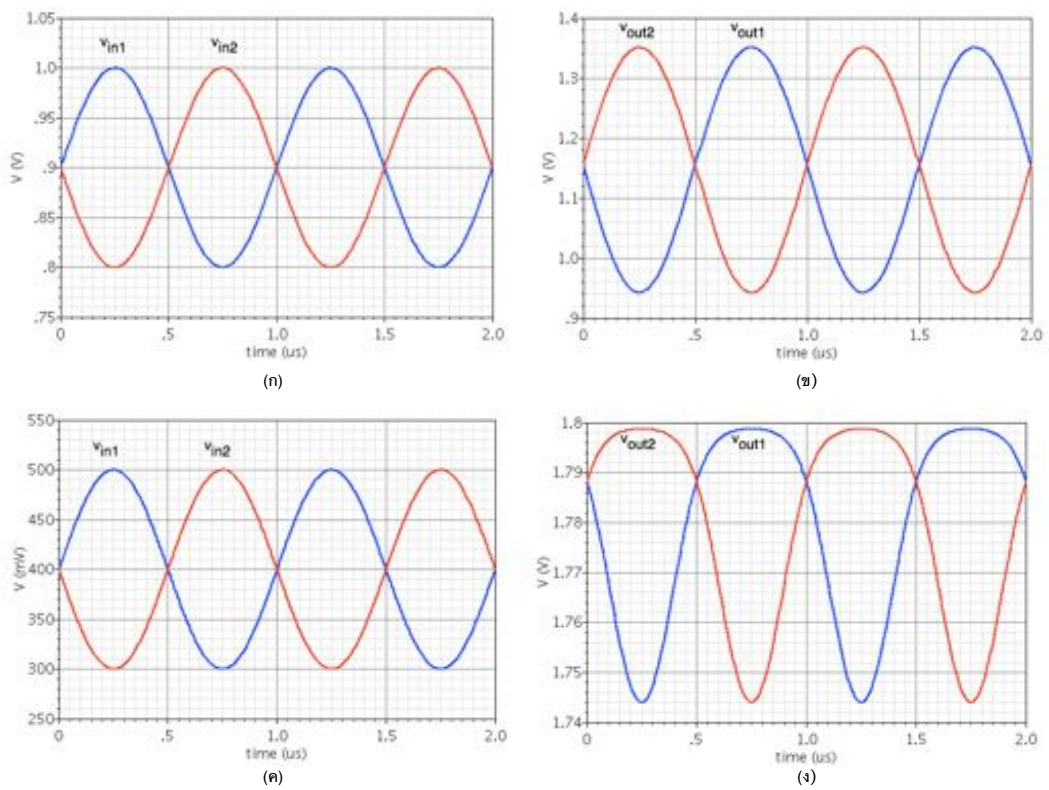 1.05
1.0
.95
.9
.85
.8
.75
V (V)
vin1
vin2
0
.5
1.0
1.5
2.0
time (us)
(ก)
1.4
1.3
1.2
1.1
1.0
.9
V (V)
vout2
vout1
0
.5
1.0
1.5
2.0
time (us)
(ข)
550
500
450
400
350
300
250
V (mV)
vin1
vin2
0
.5
1.0
1.5
2.0
time (us)
(ค)
1.8
1.79
1.78
1.77
1.76
1.75
1.74
V (V)
vout2
vout1
0
.5
1.0
1.5
2.0
time (us)
(ง)